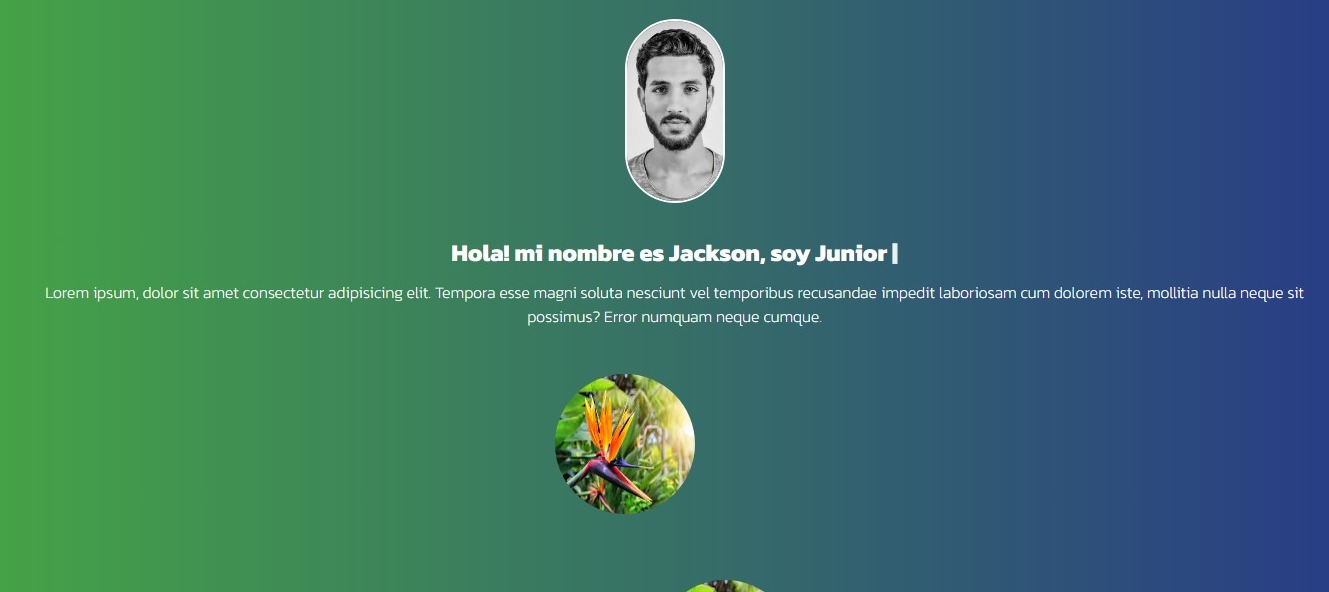 Hola! mi nombre es Jackson, soy Junior |
Lorem ipsum, dolor sit amet consectetur adipisicing elit. Tempora esse magni soluta nesciunt vel temporibus recusandae impedit laboriosam cum dolorem iste, mollitia nulla neque sit
possimus? Error numquam neque cumque.